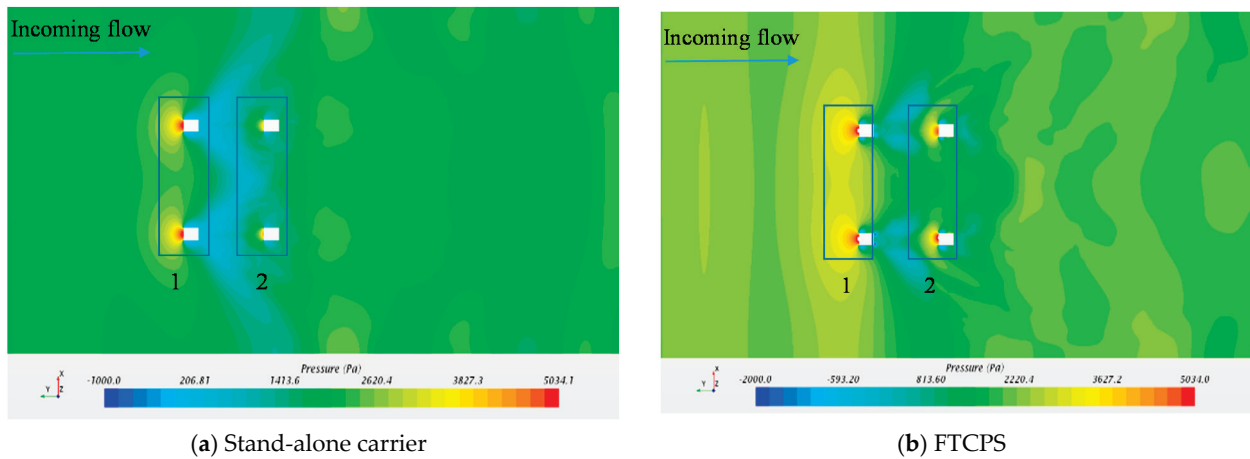 Incoming flow
1
2
X
Y
Z
Pressure (Pa)
-1000.0 206.81 1413.6 2620.4 3827.3 5034.1
(a) Stand-alone carrier
Incoming flow
1
2
X
Y
Z
Pressure (Pa)
-2000.0 -593.20 813.60 2220.4 3627.2 5034.0
(b) FTCPS